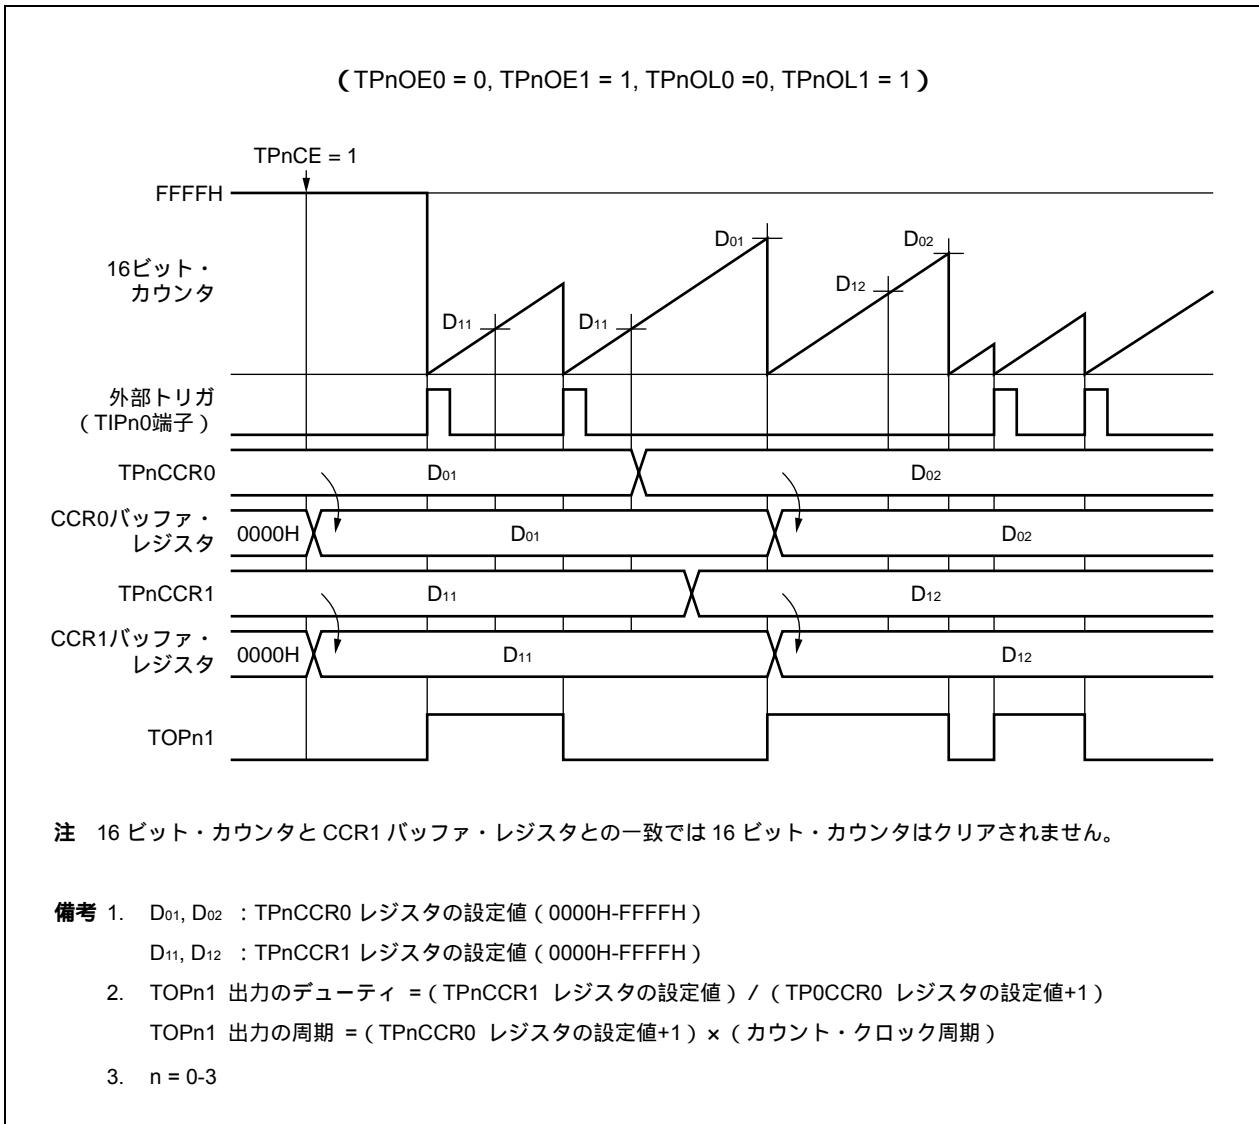 (TPnOE0 = 0, TPnOE1 = 1, TPnOL0 =0, TPnOL1 = 1)
TPnCE = 1
FFFFH
16ビット・
カウンタ
D11
D11
D01
D12
D02
外部トリガ
(TIPn0端子)
TPnCCR0
D01
D02
CCR0バッファ・
レジスタ
0000H
D01
D02
TPnCCR1
D11
D12
CCR1バッファ・
レジスタ
0000H
D11
D12
TOPn1
注 16 ビット・カウンタと CCR1 バッファ・レジスタとの一致では 16 ビット・カウンタはクリアされません。
備考 1. D01, D02 :TPnCCR0 レジスタの設定値(0000H-FFFFH)
D11, D12 :TPnCCR1 レジスタの設定値(0000H-FFFFH)
2. TOPn1 出力のデューティ =(TPnCCR1 レジスタの設定値)/(TP0CCR0 レジスタの設定値+1)
TOPn1 出力の周期 =(TPnCCR0 レジスタの設定値+1)×(カウント・クロック周期)
3. n = 0-3